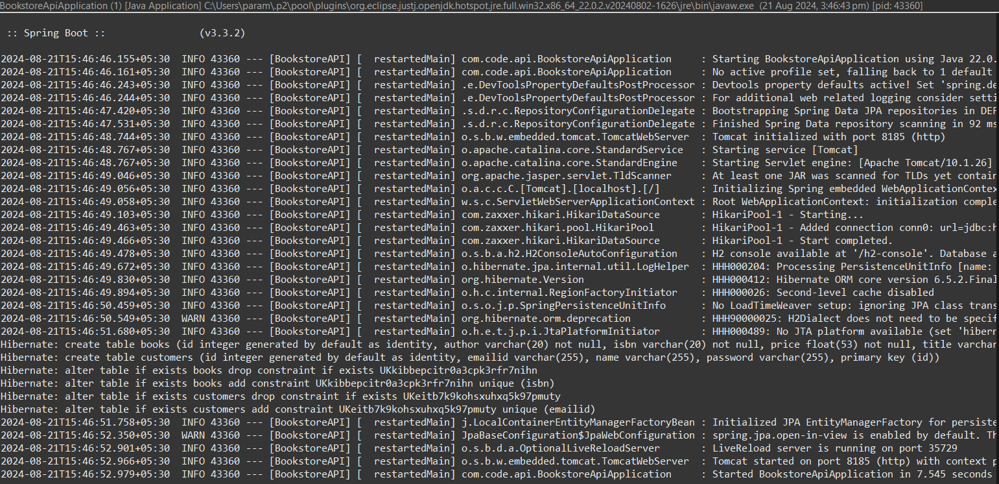 BookstoreApiApplication (1) [Java Application] C:\Users\param\.p2\pool\plugins\org.eclipse.justj.openjdk.hotspot.jre.full.win32.x86_64_22.0.2.v20240802-1626\jre\bin\javaw.exe (21 Aug 2024, 3:46:43 pm) [pid: 43360]
:: Spring Boot :: (v3.3.2)
2024-08-21T15:46:46.155+05:30 INFO 43360 --- [BookstoreAPI] [ restartedMain] com.code.api.BookstoreApiApplication : Starting BookstoreApiApplication using Java 22.0.
2024-08-21T15:46:46.161+05:30 INFO 43360 --- [BookstoreAPI] [ restartedMain] com.code.api.BookstoreApiApplication : No active profile set, falling back to 1 default
2024-08-21T15:46:46.243+05:30 INFO 43360 --- [BookstoreAPI] [ restartedMain] .e.DevToolsPropertyDefaultsPostProcessor : Devtools property defaults active! Set 'spring.de
2024-08-21T15:46:46.244+05:30 INFO 43360 --- [BookstoreAPI] [ restartedMain] .e.DevToolsPropertyDefaultsPostProcessor : For additional web related logging consider setti
2024-08-21T15:46:47.420+05:30 INFO 43360 --- [BookstoreAPI] [ restartedMain] .s.d.r.c.RepositoryConfigurationDelegate : Bootstrapping Spring Data JPA repositories in DEF
2024-08-21T15:46:47.531+05:30 INFO 43360 --- [BookstoreAPI] [ restartedMain] .s.d.r.c.RepositoryConfigurationDelegate : Finished Spring Data repository scanning in 92 ms
2024-08-21T15:46:48.744+05:30 INFO 43360 --- [BookstoreAPI] [ restartedMain] o.s.b.w.embedded.tomcat.TomcatWebServer : Tomcat initialized with port 8185 (http)
2024-08-21T15:46:48.767+05:30 INFO 43360 --- [BookstoreAPI] [ restartedMain] o.apache.catalina.core.StandardService : Starting service [Tomcat]
2024-08-21T15:46:48.767+05:30 INFO 43360 --- [BookstoreAPI] [ restartedMain] o.apache.catalina.core.StandardEngine : Starting Servlet engine: [Apache Tomcat/10.1.26]
2024-08-21T15:46:49.046+05:30 INFO 43360 --- [BookstoreAPI] [ restartedMain] org.apache.jasper.servlet.TldScanner : At least one JAR was scanned for TLDs yet contain
2024-08-21T15:46:49.056+05:30 INFO 43360 --- [BookstoreAPI] [ restartedMain] o.a.c.c.C.[Tomcat].[localhost].[/] : Initializing Spring embedded WebApplicationContex
2024-08-21T15:46:49.058+05:30 INFO 43360 --- [BookstoreAPI] [ restartedMain] w.s.c.ServletWebServerApplicationContext : Root WebApplicationContext: initialization comple
2024-08-21T15:46:49.103+05:30 INFO 43360 --- [BookstoreAPI] [ restartedMain] com.zaxxer.hikari.HikariDataSource : HikariPool-1 - Starting...
2024-08-21T15:46:49.463+05:30 INFO 43360 --- [BookstoreAPI] [ restartedMain] com.zaxxer.hikari.pool.HikariPool : HikariPool-1 - Added connection conn0: url=jdbc:h
2024-08-21T15:46:49.466+05:30 INFO 43360 --- [BookstoreAPI] [ restartedMain] com.zaxxer.hikari.HikariDataSource : HikariPool-1 - Start completed.
2024-08-21T15:46:49.478+05:30 INFO 43360 --- [BookstoreAPI] [ restartedMain] o.s.b.a.h2.H2ConsoleAutoConfiguration : H2 console available at '/h2-console'. Database a
2024-08-21T15:46:49.672+05:30 INFO 43360 --- [BookstoreAPI] [ restartedMain] o.hibernate.jpa.internal.util.LogHelper : HHH000204: Processing PersistenceUnitInfo [name:
2024-08-21T15:46:49.830+05:30 INFO 43360 --- [BookstoreAPI] [ restartedMain] org.hibernate.Version : HHH000412: Hibernate ORM core version 6.5.2.Final
2024-08-21T15:46:49.894+05:30 INFO 43360 --- [BookstoreAPI] [ restartedMain] o.h.c.internal.RegionFactoryInitiator : HHH000026: Second-level cache disabled
2024-08-21T15:46:50.459+05:30 INFO 43360 --- [BookstoreAPI] [ restartedMain] o.s.o.j.p.SpringPersistenceUnitInfo : No LoadTimeWeaver setup: ignoring JPA class trans
2024-08-21T15:46:50.549+05:30 WARN 43360 --- [BookstoreAPI] [ restartedMain] org.hibernate.orm.deprecation : HHH90000025: H2Dialect does not need to be specif
2024-08-21T15:46:51.680+05:30 INFO 43360 --- [BookstoreAPI] [ restartedMain] o.h.e.t.j.p.i.JtaPlatformInitiator : HHH000489: No JTA platform available (set 'hibern
Hibernate: create table books (id integer generated by default as identity, author varchar(20) not null, isbn varchar(20) not null, price float(53) not null, title varchar
Hibernate: create table customers (id integer generated by default as identity, emailid varchar(255), name varchar(255), password varchar(255), primary key (id))
Hibernate: alter table if exists books drop constraint if exists UKkibbepcitr0a3cpk3rfr7nihn
Hibernate: alter table if exists books add constraint UKkibbepcitr0a3cpk3rfr7nihn unique (isbn)
Hibernate: alter table if exists customers drop constraint if exists UKeitb7k9kohsxuhxq5k97pmuty
Hibernate: alter table if exists customers add constraint UKeitb7k9kohsxuhxq5k97pmuty unique (emailid)
2024-08-21T15:46:51.758+05:30 INFO 43360 --- [BookstoreAPI] [ restartedMain] j.LocalContainerEntityManagerFactoryBean : Initialized JPA EntityManagerFactory for persiste
2024-08-21T15:46:52.350+05:30 WARN 43360 --- [BookstoreAPI] [ restartedMain] JpaBaseConfiguration$JpaWebConfiguration : spring.jpa.open-in-view is enabled by default. Th
2024-08-21T15:46:52.901+05:30 INFO 43360 --- [BookstoreAPI] [ restartedMain] o.s.b.d.a.OptionalLiveReloadServer : LiveReload server is running on port 35729
2024-08-21T15:46:52.966+05:30 INFO 43360 --- [BookstoreAPI] [ restartedMain] o.s.b.w.embedded.tomcat.TomcatWebServer : Tomcat started on port 8185 (http) with context p
2024-08-21T15:46:52.979+05:30 INFO 43360 --- [BookstoreAPI] [ restartedMain] com.code.api.BookstoreApiApplication : Started BookstoreApiApplication in 7.545 seconds